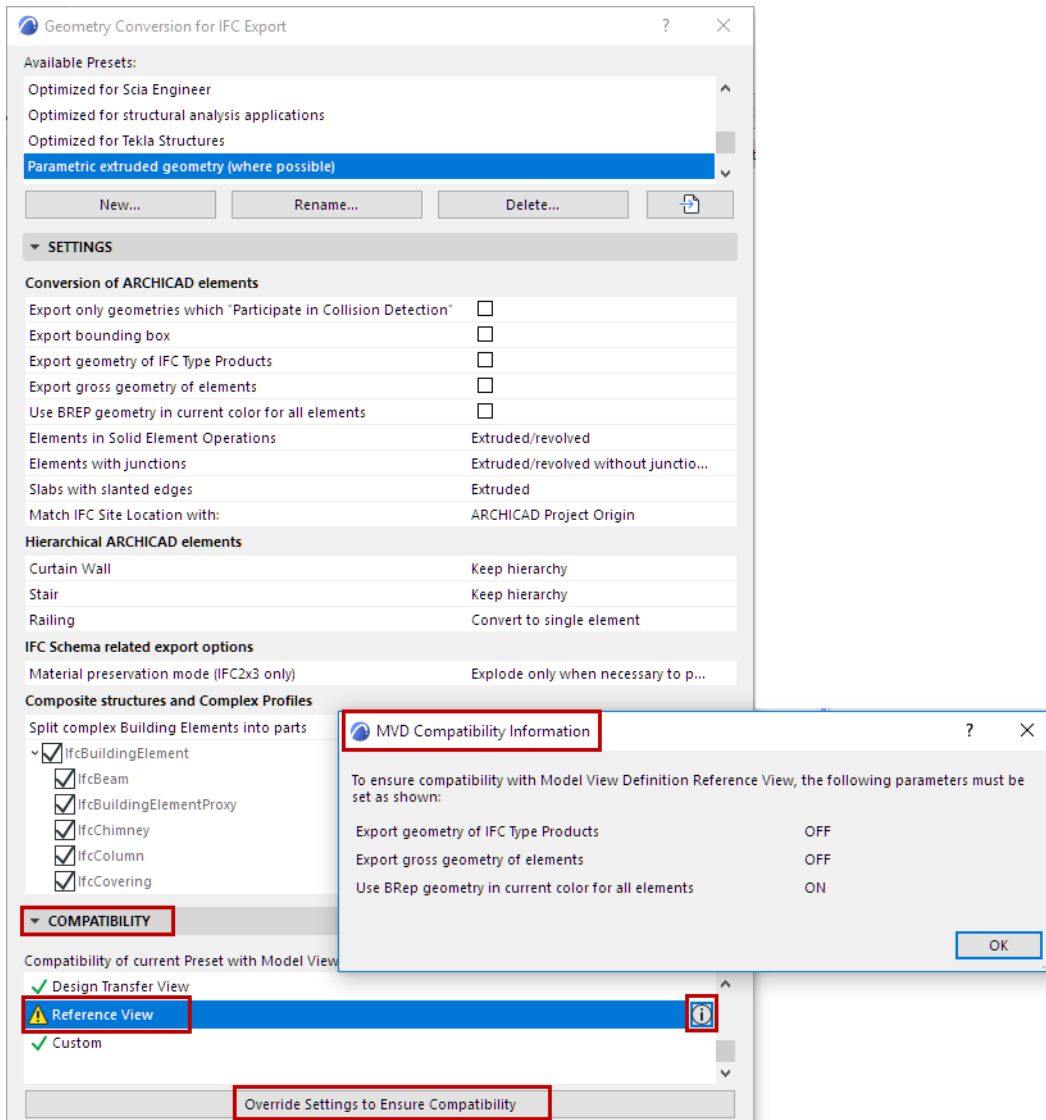 Geometry Conversion for IFC Export
Available Presets:
Optimized for Scia Engineer
Optimized for structural analysis applications
Optimized for Tekla Structures
Parametric extruded geometry (where possible)
New... Rename... Delete...
SETTINGS
Conversion of ARCHICAD elements
Export only geometries which "Participate in Collision Detection"
Export bounding box
Export geometry of IFC Type Products
Export gross geometry of elements
Use BREP geometry in current color for all elements
Elements in Solid Element Operations Extruded/revolved
Elements with junctions Extruded/revolved without junctio...
Slabs with slanted edges Extruded
Match IFC Site Location with: ARCHICAD Project Origin
Hierarchical ARCHICAD elements
Curtain Wall Keep hierarchy
Stair Keep hierarchy
Railing Convert to single element
IFC Schema related export options
Material preservation mode (IFC2x3 only) Explode only when necessary to p...
Composite structures and Complex Profiles
Split complex Building Elements into parts
IfcBuildingElement
IfcBeam
IfcBuildingElementProxy
IfcChimney
IfcColumn
IfcCovering
COMPATIBILITY
Compatibility of current Preset with Model View
Design Transfer View
Reference View
Custom
Override Settings to Ensure Compatibility
MVD Compatibility Information
To ensure compatibility with Model View Definition Reference View, the following parameters must be
set as shown:
Export geometry of IFC Type Products OFF
Export gross geometry of elements OFF
Use BRep geometry in current color for all elements ON
OK